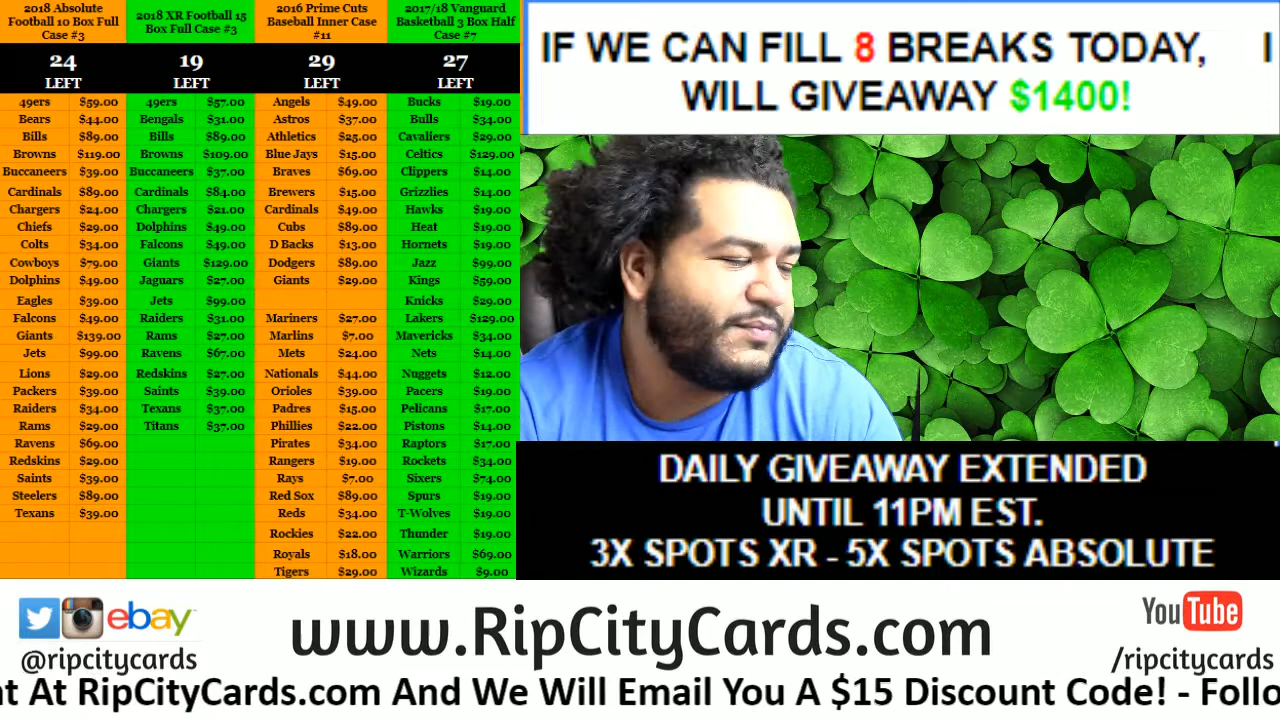 2018 Absolute
Football 10 Box Full
Case #3
24
LEFT
49ers $59.00
Bears $44.00
Bills $89.00
Browns $119.00
Buccaneers $39.00
Cardinals $89.00
Chargers $24.00
Chiefs $29.00
Colts $34.00
Cowboys $79.00
Dolphins $49.00
Eagles $39.00
Falcons $49.00
Giants $139.00
Jets $99.00
Lions $29.00
Packers $39.00
Raiders $34.00
Rams $29.00
Ravens $69.00
Redskins $29.00
Saints $39.00
Steelers $89.00
Texans $39.00
2018 XR Football 15
Box Full Case #3
19
LEFT
49ers $57.00
Bengals $31.00
Bills $89.00
Browns $109.00
Buccaneers $37.00
Cardinals $84.00
Chargers $21.00
Dolphins $49.00
Falcons $49.00
Giants $129.00
Jaguars $27.00
Jets $99.00
Raiders $31.00
Rams $27.00
Ravens $67.00
Redskins $27.00
Saints $39.00
Texans $37.00
Titans $37.00
2016 Prime Cuts
Baseball Inner Case
#11
29
LEFT
Angels $49.00
Astros $37.00
Athletics $25.00
Blue Jays $15.00
Braves $69.00
Brewers $15.00
Cardinals $49.00
Cubs $89.00
D Backs $13.00
Dodgers $89.00
Giants $29.00
Mariners $27.00
Marlins $7.00
Mets $24.00
Nationals $44.00
Orioles $39.00
Padres $15.00
Phillies $22.00
Pirates $34.00
Rangers $19.00
Rays $7.00
Red Sox $89.00
Reds $34.00
Rockies $22.00
Royals $18.00
Tigers $29.00
2017/18 Vanguard
Basketball 3 Box Half
Case #7
27
LEFT
Bucks $19.00
Bulls $34.00
Cavaliers $29.00
Celtics $129.00
Clippers $14.00
Grizzlies $14.00
Hawks $19.00
Heat $19.00
Hornets $19.00
Jazz $99.00
Kings $59.00
Knicks $29.00
Lakers $129.00
Mavericks $34.00
Nets $14.00
Nuggets $12.00
Pacers $19.00
Pelicans $17.00
Pistons $14.00
Raptors $17.00
Rockets $34.00
Sixers $74.00
Spurs $19.00
T-Wolves $19.00
Thunder $19.00
Warriors $69.00
Wizards $9.00
IF WE CAN FILL 8 BREAKS TODAY, I
WILL GIVEAWAY $1400!
DAILY GIVEAWAY EXTENDED
UNTIL 11PM EST.
3X SPOTS XR - 5X SPOTS ABSOLUTE
ebay
@ripcitycards
www.RipCityCards.com
YouTube
/ripcitycards
nt At RipCityCards.com And We Will Email You A $15 Discount Code! - Follo